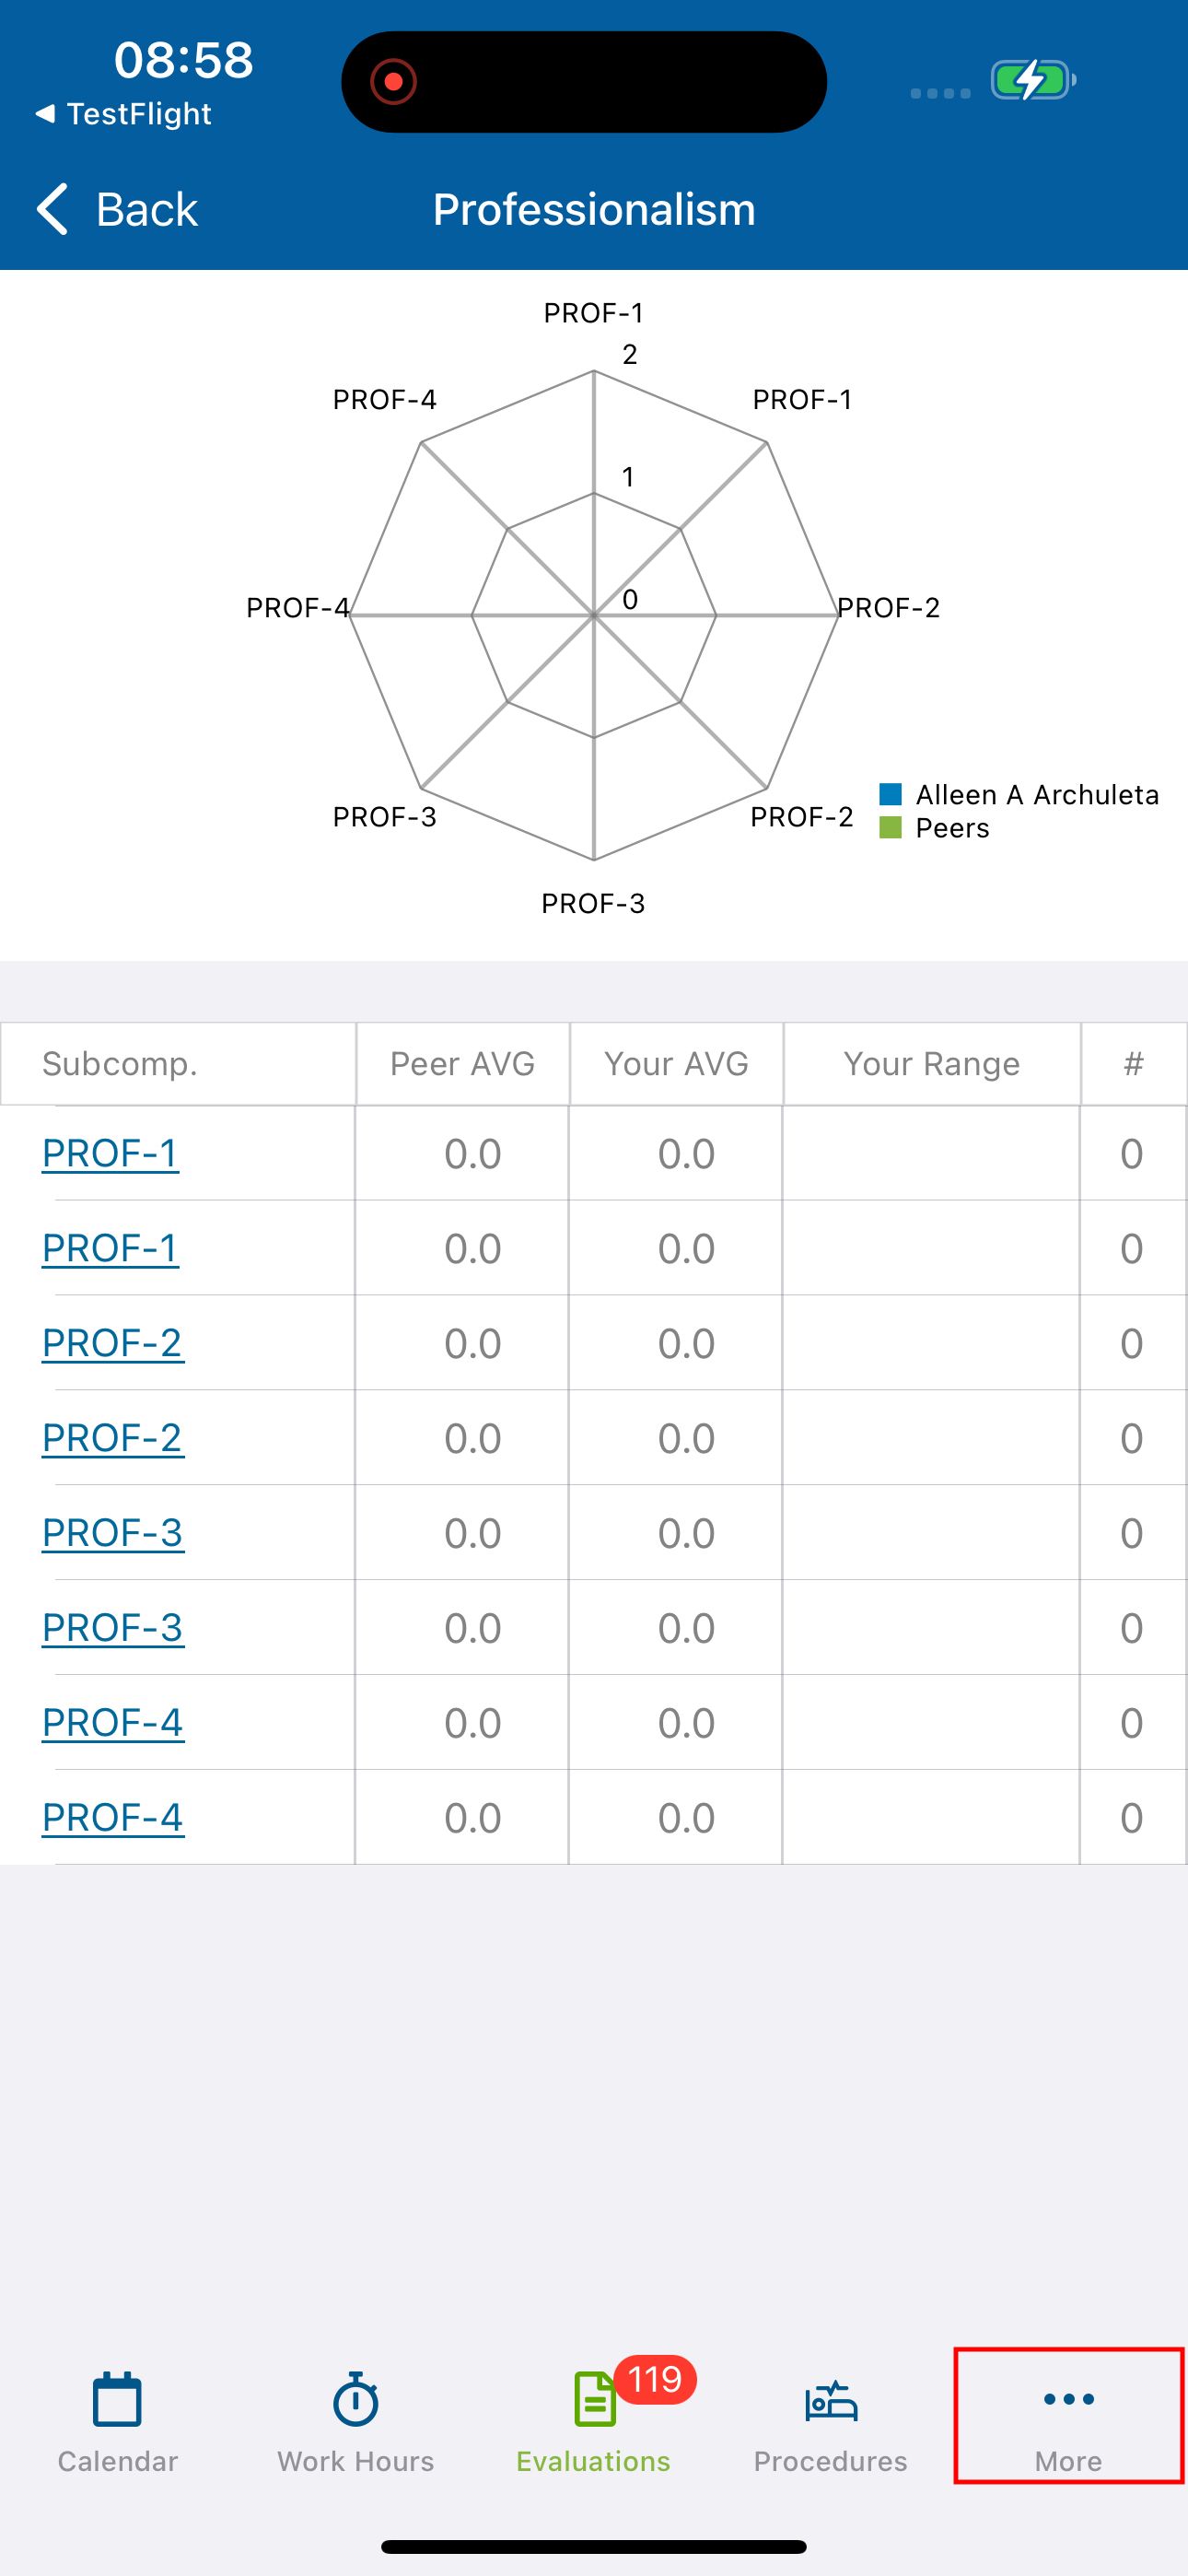 08:58
TestFlight
Back Professionalism
PROF-1
2
PROF-4 PROF-1
1
0
PROF-4 PROF-2
Alleen A Archuleta
PROF-3 PROF-2
Peers
PROF-3
Subcomp. Peer AVG Your AVG Your Range #
PROF-1 0.0 0.0 0
PROF-1 0.0 0.0 0
PROF-2 0.0 0.0 0
PROF-2 0.0 0.0 0
PROF-3 0.0 0.0 0
PROF-3 0.0 0.0 0
PROF-4 0.0 0.0 0
PROF-4 0.0 0.0 0
119
Calendar Work Hours Evaluations Procedures More